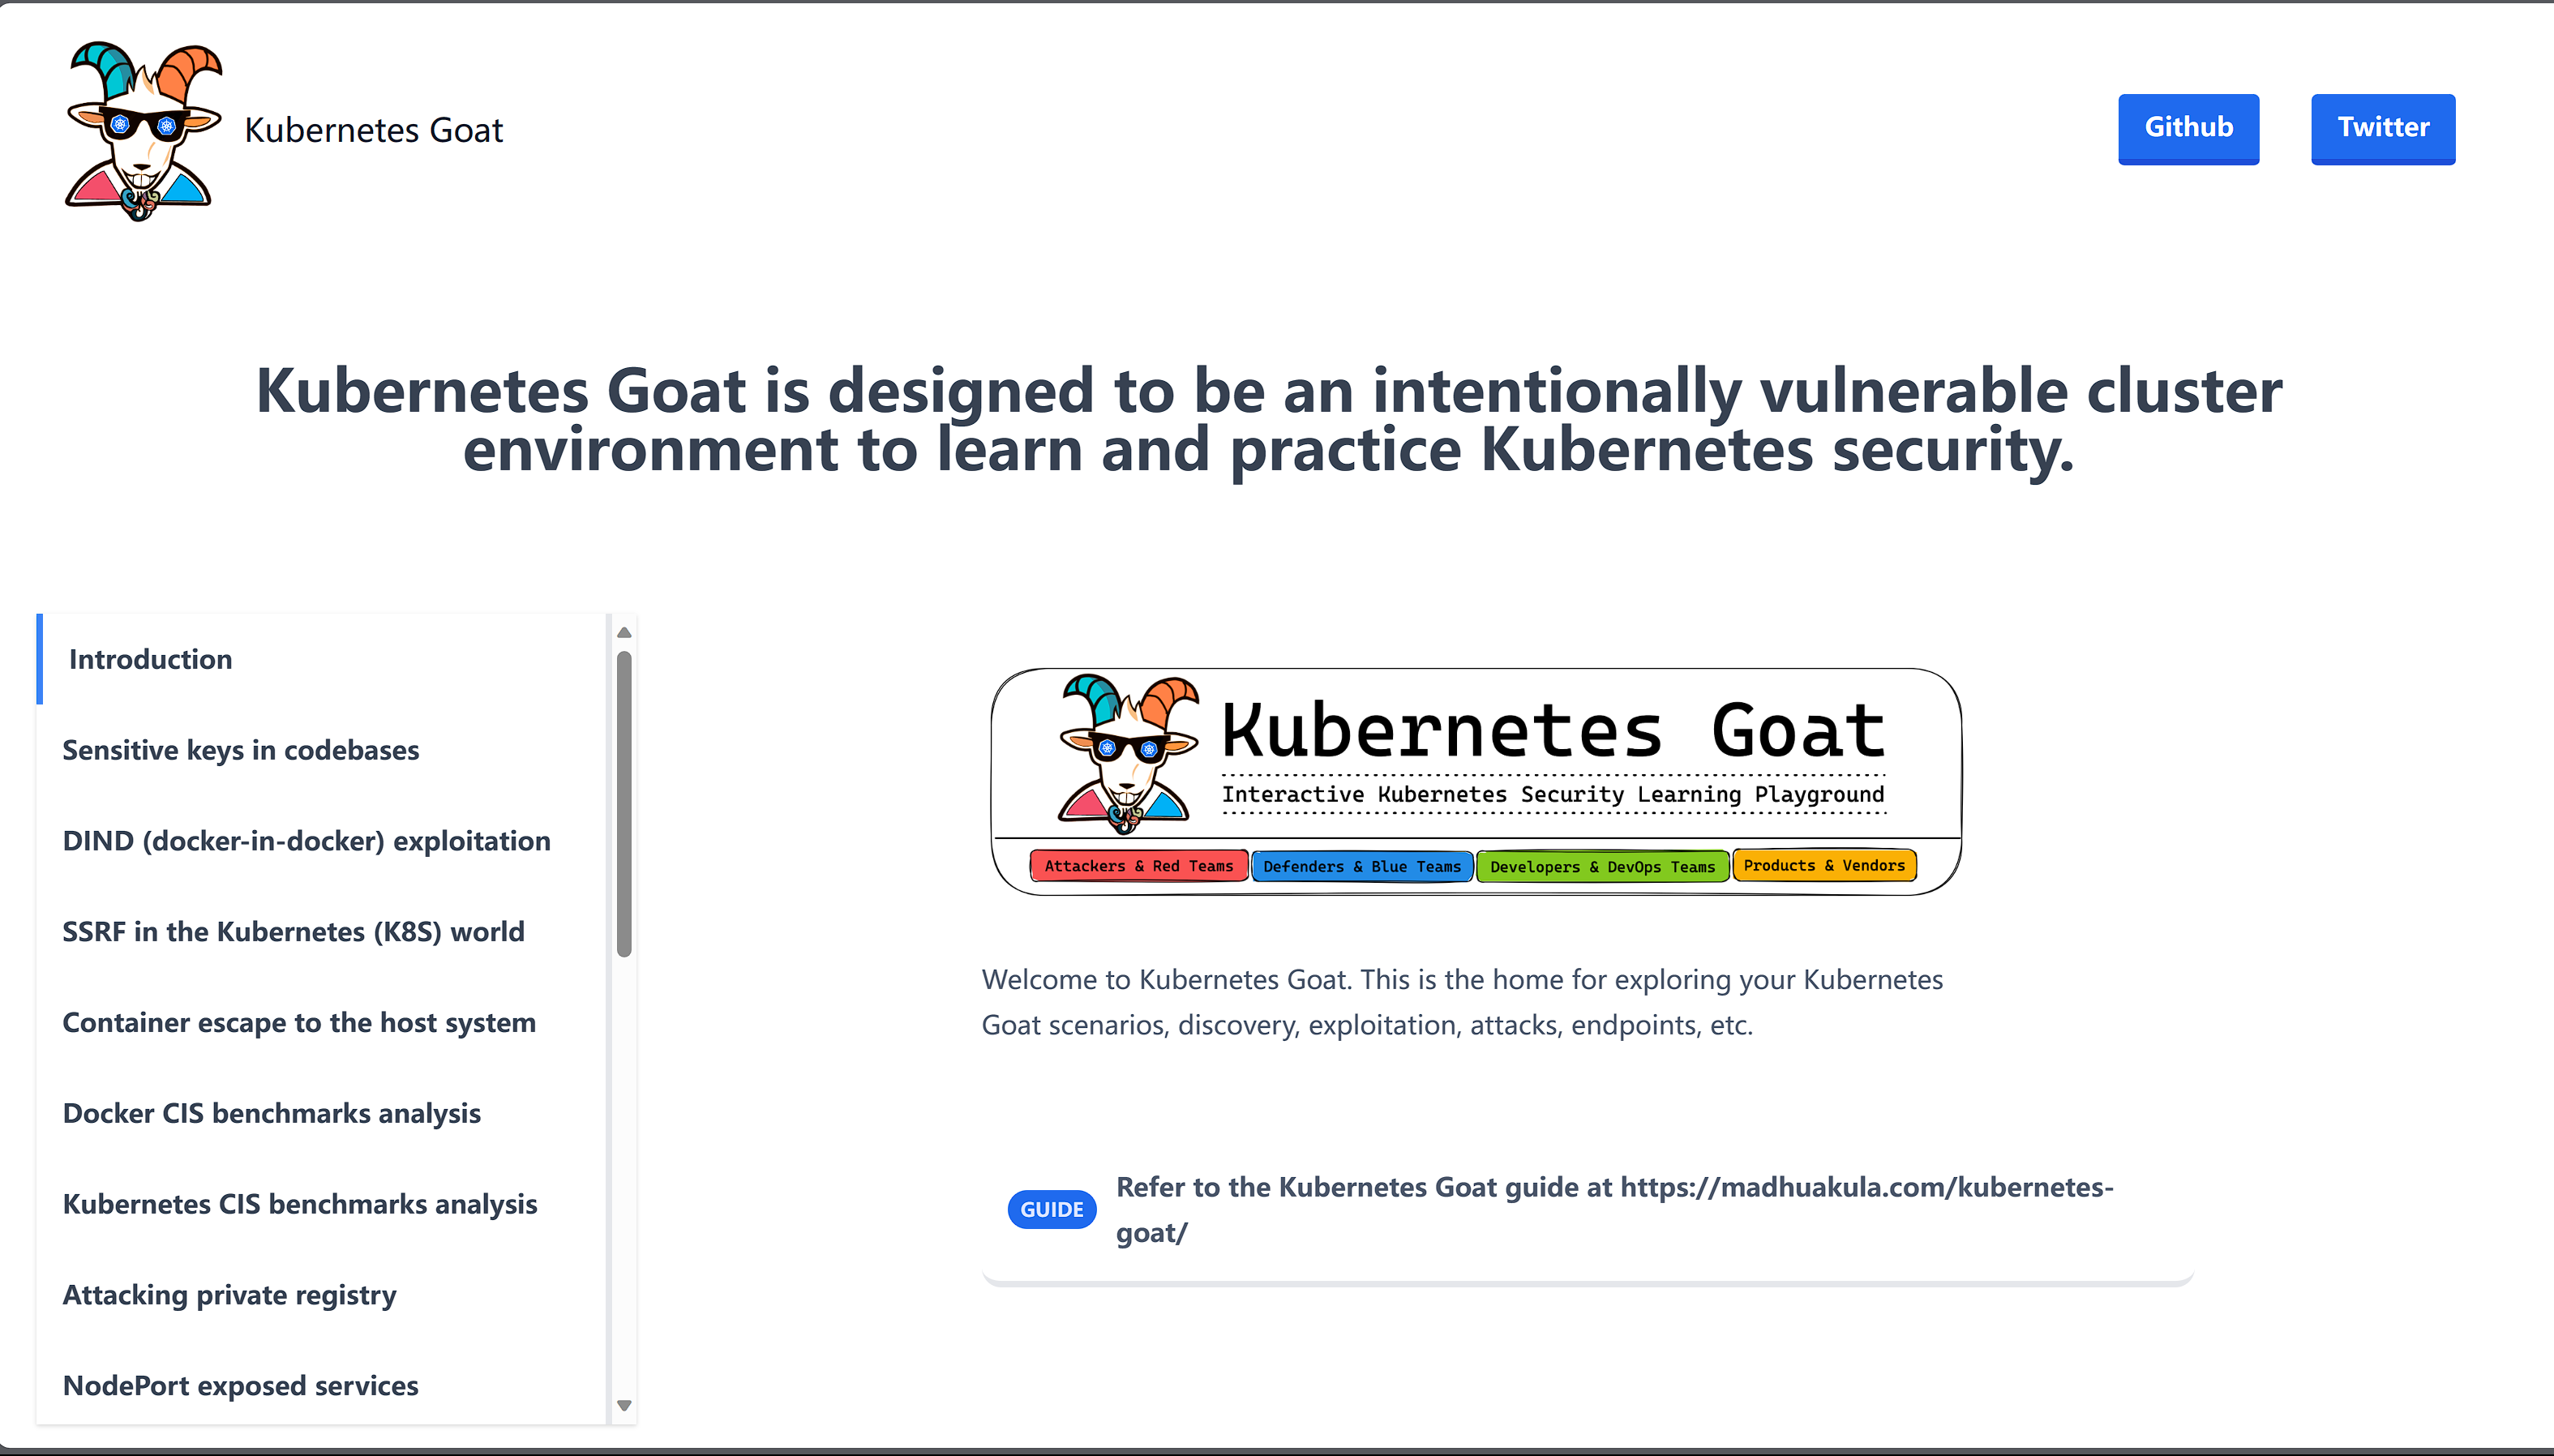 Kubernetes Goat
Github
Twitter
Kubernetes Goat is designed to be an intentionally vulnerable cluster
environment to learn and practice Kubernetes security.
Introduction
Sensitive keys in codebases
DIND (docker-in-docker) exploitation
SSRF in the Kubernetes (K8S) world
Container escape to the host system
Docker CIS benchmarks analysis
Kubernetes CIS benchmarks analysis
Attacking private registry
NodePort exposed services
Kubernetes Goat
Interactive Kubernetes Security Learning Playground
Attackers & Red Teams
Defenders & Blue Teams
Developers & DevOps Teams
Products & Vendors
Welcome to Kubernetes Goat. This is the home for exploring your Kubernetes
Goat scenarios, discovery, exploitation, attacks, endpoints, etc.
GUIDE
Refer to the Kubernetes Goat guide at https://madhuakula.com/kubernetes-
goat/